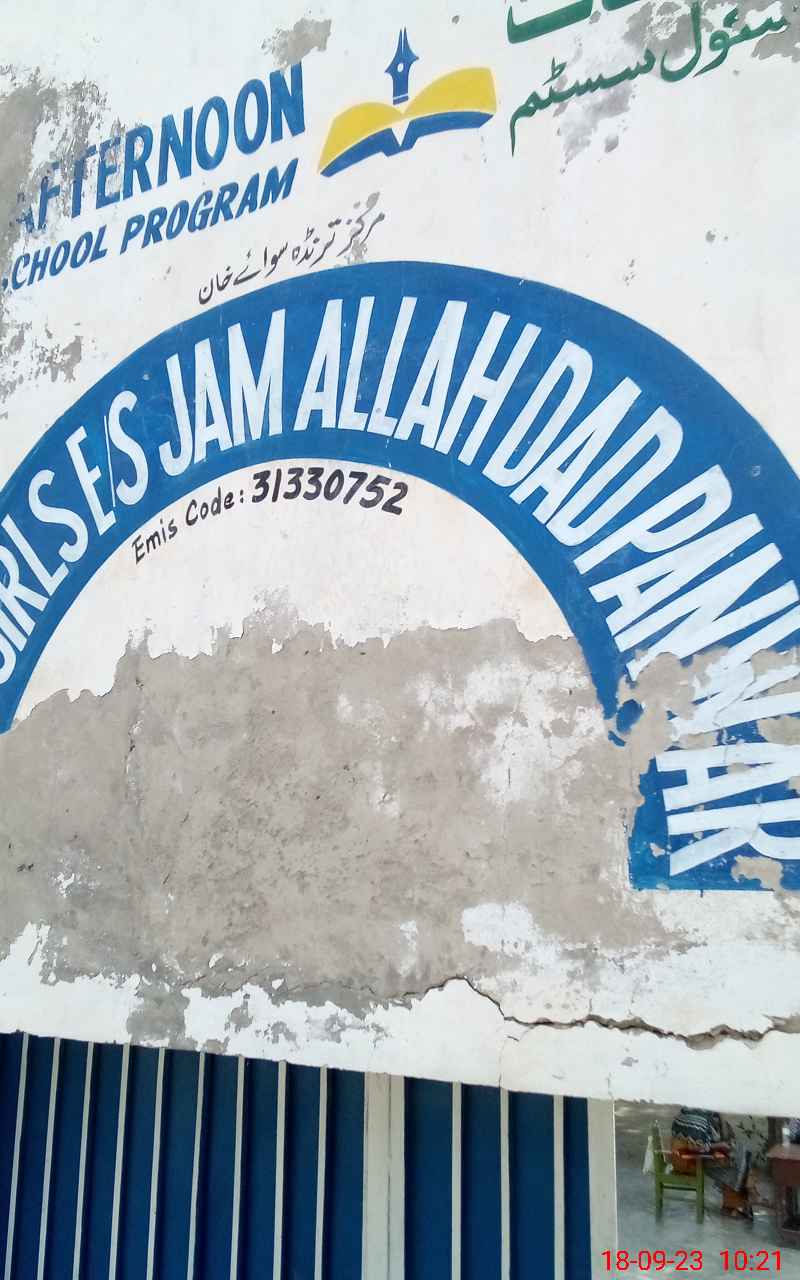 سکول سسٹم
AFTERNOON
SCHOOL PROGRAM
مرکز ترنڈہ سوائے خان
GIRLS E/S JAM ALLAH DAD PANWAR
Emis Code: 31330752
18-09-23 10:21